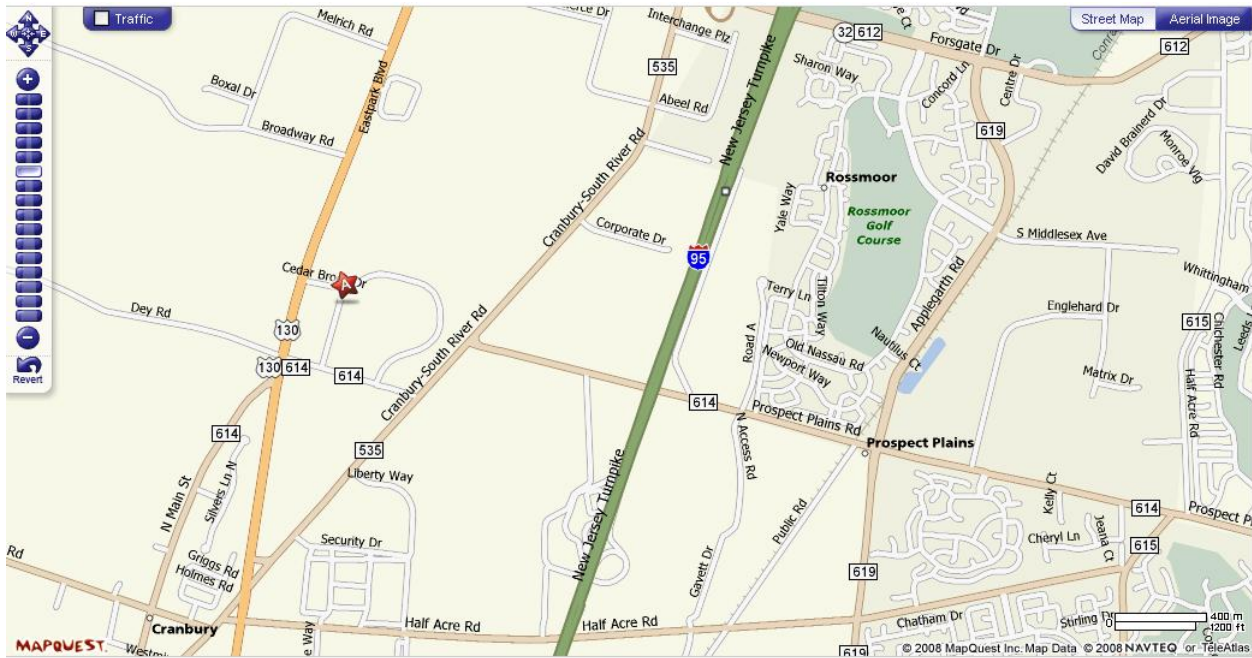 Traffic
Street Map
Aerial Image
N
W E
S
Revert
Melrich Rd
Boxal Dr
Broadway Rd
Eastpark Blvd
Interchange Plz
535
Abeel Rd
Cranbury-South River Rd
Corporate Dr
New Jersey Turnpike
95
32
612
Forsgate Dr
612
Sharon Way
Concord Ln
Centre Dr
619
David Brainerd Dr
Monroe Vlg
Yale Way
Rossmoor
Rossmoor
Golf
Course
S Middlesex Ave
Applegarth Rd
Whittingham
Cedar Br Dr
A
Dey Rd
130
130
614
614
Cranbury-South River Rd
Terry Ln
Tilton Way
Road A
Old Nassau Rd
Newport Way
Nautilus Ct
Englehard Dr
Matrix Dr
615
Chichester Rd
Half Acre Rd
Leeds
614
Prospect Plains Rd
Prospect Plains
N Access Rd
614
N Main St
Silvers Ln N
535
Liberty Way
Security Dr
New Jersey Turnpike
Public Rd
Gavett Dr
Kelly Ct
Cheryl Ln
Jeana Ct
614
Prospect P
615
619
Rd
Griggs Rd
Holmes Rd
Cranbury
Half Acre Rd
Half Acre Rd
Chatham Dr
Stirling Dr
619
e Way
Westmi
400 m
0
1200 ft
MAPQUEST.
© 2008 MapQuest Inc. Map Data © 2008 NAVTEQ or TeleAtlas